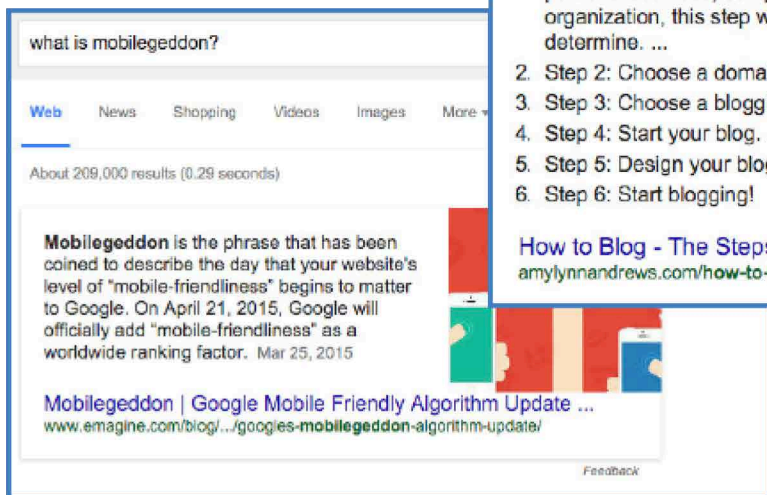 what is mobilegeddon?
Web News Shopping Videos Images More
About 209,000 results (0.29 seconds)
Mobilegeddon is the phrase that has been
coined to describe the day that your website's
level of "mobile-friendliness" begins to matter
to Google. On April 21, 2015, Google will
officially add "mobile-friendliness" as a
worldwide ranking factor. Mar 25, 2015
Mobilegeddon | Google Mobile Friendly Algorithm Update ...
www.emagine.com/blog/.../googles-mobilegeddon-algorithm-update/
Feedback
organization, this step
determine. ...
2. Step 2: Choose a
3. Step 3: Choose a
4. Step 4: Start your blog.
5. Step 5: Design your
6. Step 6: Start blogging!
How to Blog - The Steps
amylynnandrews.com/how-to-